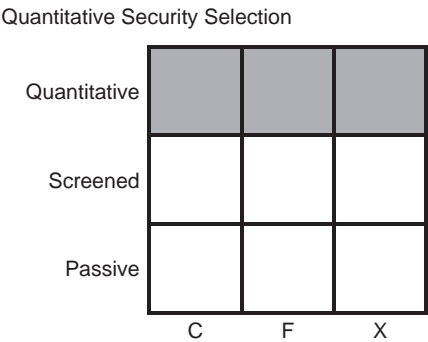 Quantitative Security Selection
Quantitative
Screened
Passive
C F X